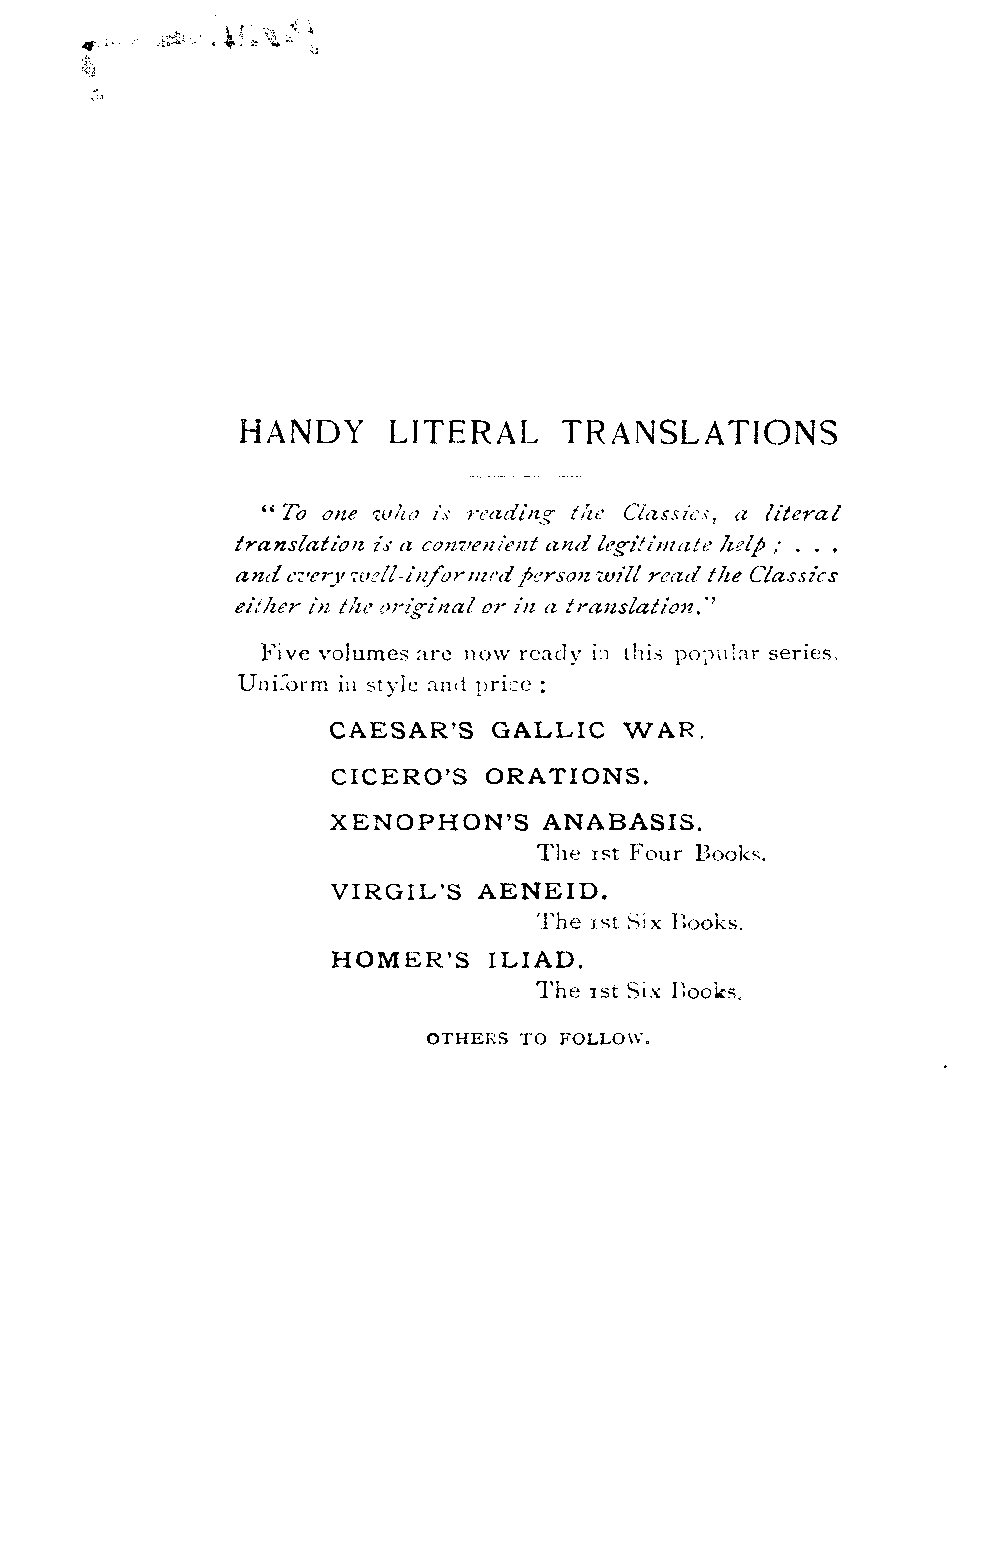 HANDY LITERAL TRANSLATIONS
“To one who is reading the Classics, a literal
translation is a convenient and legitimate help; . . .
and every well-informed person will read the Classics
either in the original or in a translation.”
Five volumes are now ready in this popular series.
Uniform in style and price:
CAESAR'S GALLIC WAR.
CICERO'S ORATIONS.
XENOPHON'S ANABASIS.
The 1st Four Books.
VIRGIL'S AENEID.
The 1st Six Books.
HOMER'S ILIAD.
The 1st Six Books.
OTHERS TO FOLLOW.